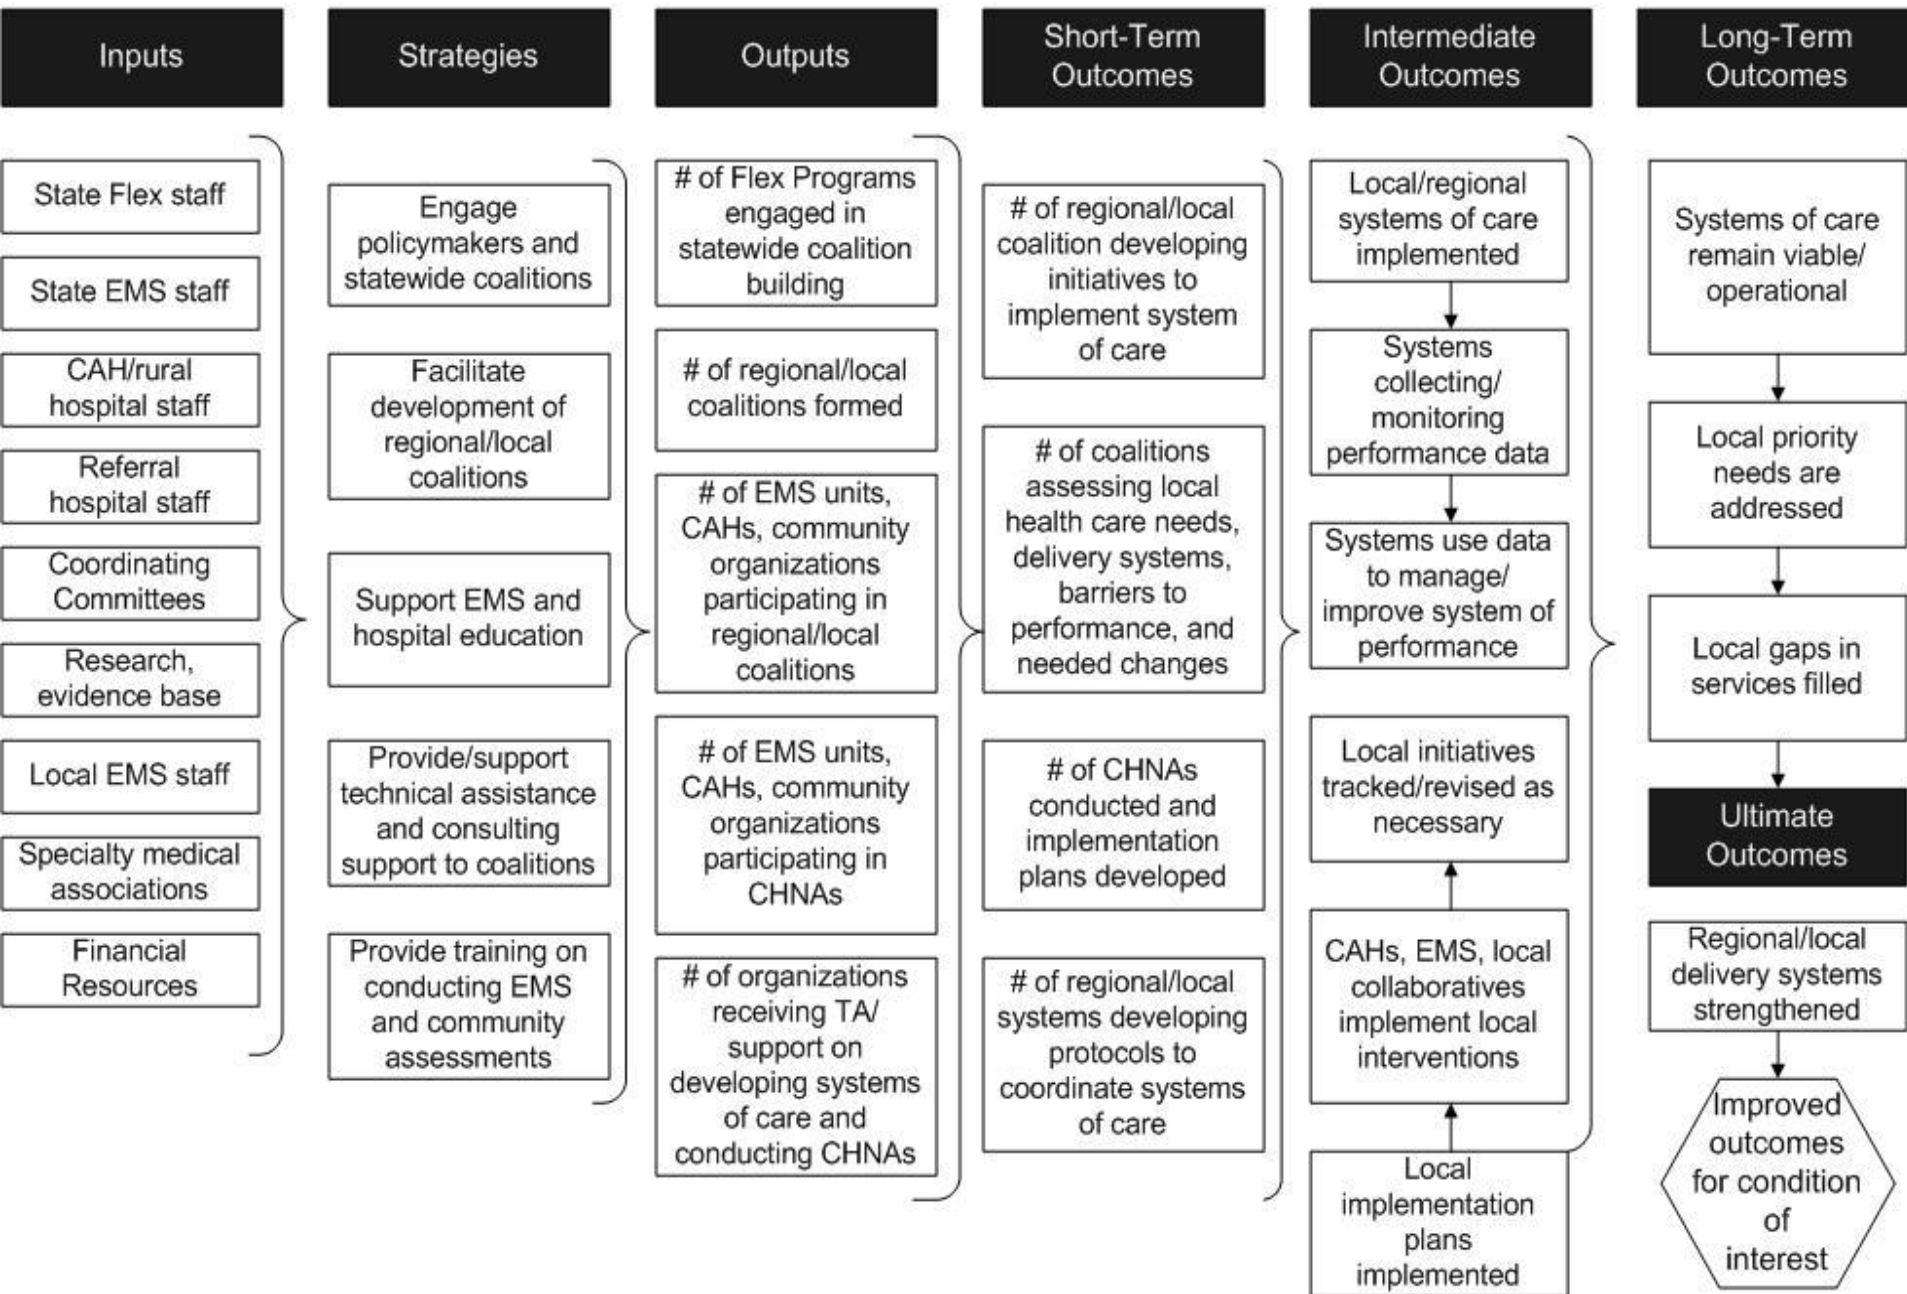 Inputs
Strategies
Outputs
Short-Term
Outcomes
Intermediate
Outcomes
Long-Term
Outcomes
State Flex staff
State EMS staff
CAH/rural
hospital staff
Referral
hospital staff
Coordinating
Committees
Research,
evidence base
Local EMS staff
Specialty medical
associations
Financial
Resources
Engage
policymakers and
statewide coalitions
Facilitate
development of
regional/local
coalitions
Support EMS and
hospital education
Provide/support
technical assistance
and consulting
support to coalitions
Provide training on
conducting EMS
and community
assessments
# of Flex Programs
engaged in
statewide coalition
building
# of regional/local
coalitions formed
# of EMS units,
CAHs, community
organizations
participating in
regional/local
coalitions
# of EMS units,
CAHs, community
organizations
participating in
CHNAs
# of organizations
receiving TA/
support on
developing systems
of care and
conducting CHNAs
# of regional/local
coalition developing
initiatives to
implement system
of care
# of coalitions
assessing local
health care needs,
delivery systems,
barriers to
performance, and
needed changes
# of CHNAs
conducted and
implementation
plans developed
# of regional/local
systems developing
protocols to
coordinate systems
of care
Local/regional
systems of care
implemented
Systems
collecting/
monitoring
performance data
Systems use data
to manage/
improve system of
performance
Local initiatives
tracked/revised as
necessary
CAHs, EMS, local
collaboratives
implement local
interventions
Local
implementation
plans
implemented
Systems of care
remain viable/
operational
Local priority
needs are
addressed
Local gaps in
services filled
Ultimate
Outcomes
Regional/local
delivery systems
strengthened
Improved
outcomes
for condition
of
interest